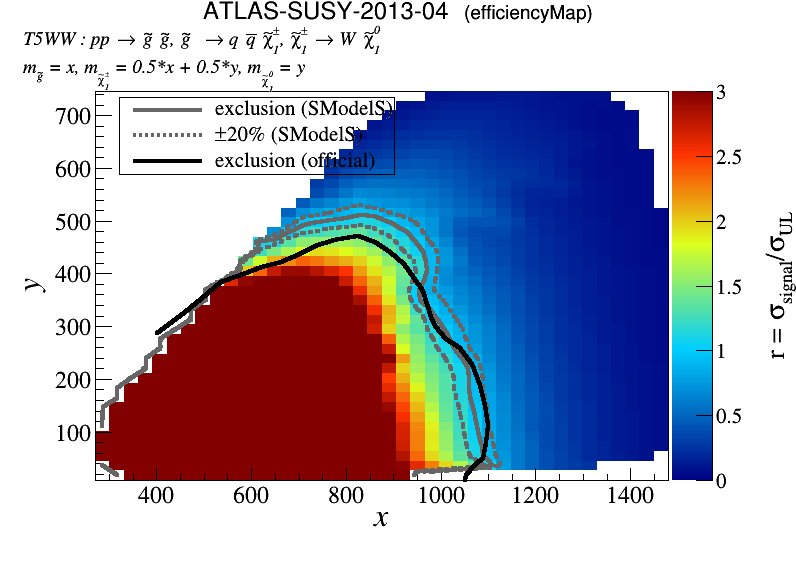 ATLAS-SUSY-2013-04 (efficiencyMap)
T5WW : pp → g̃ g̃, g̃ → q q̅ χ̃₁±, χ̃₁± → W χ̃₁⁰
m_g̃ = x, m_χ̃₁± = 0.5*x + 0.5*y, m_χ̃₁⁰ = y
exclusion (SModelS)
±20% (SModelS)
exclusion (official)
700
600
500
400
300
200
100
y
400 600 800 1000 1200 1400
x
3
2.5
2
1.5
1
0.5
0
r = σ_signal/σ_UL